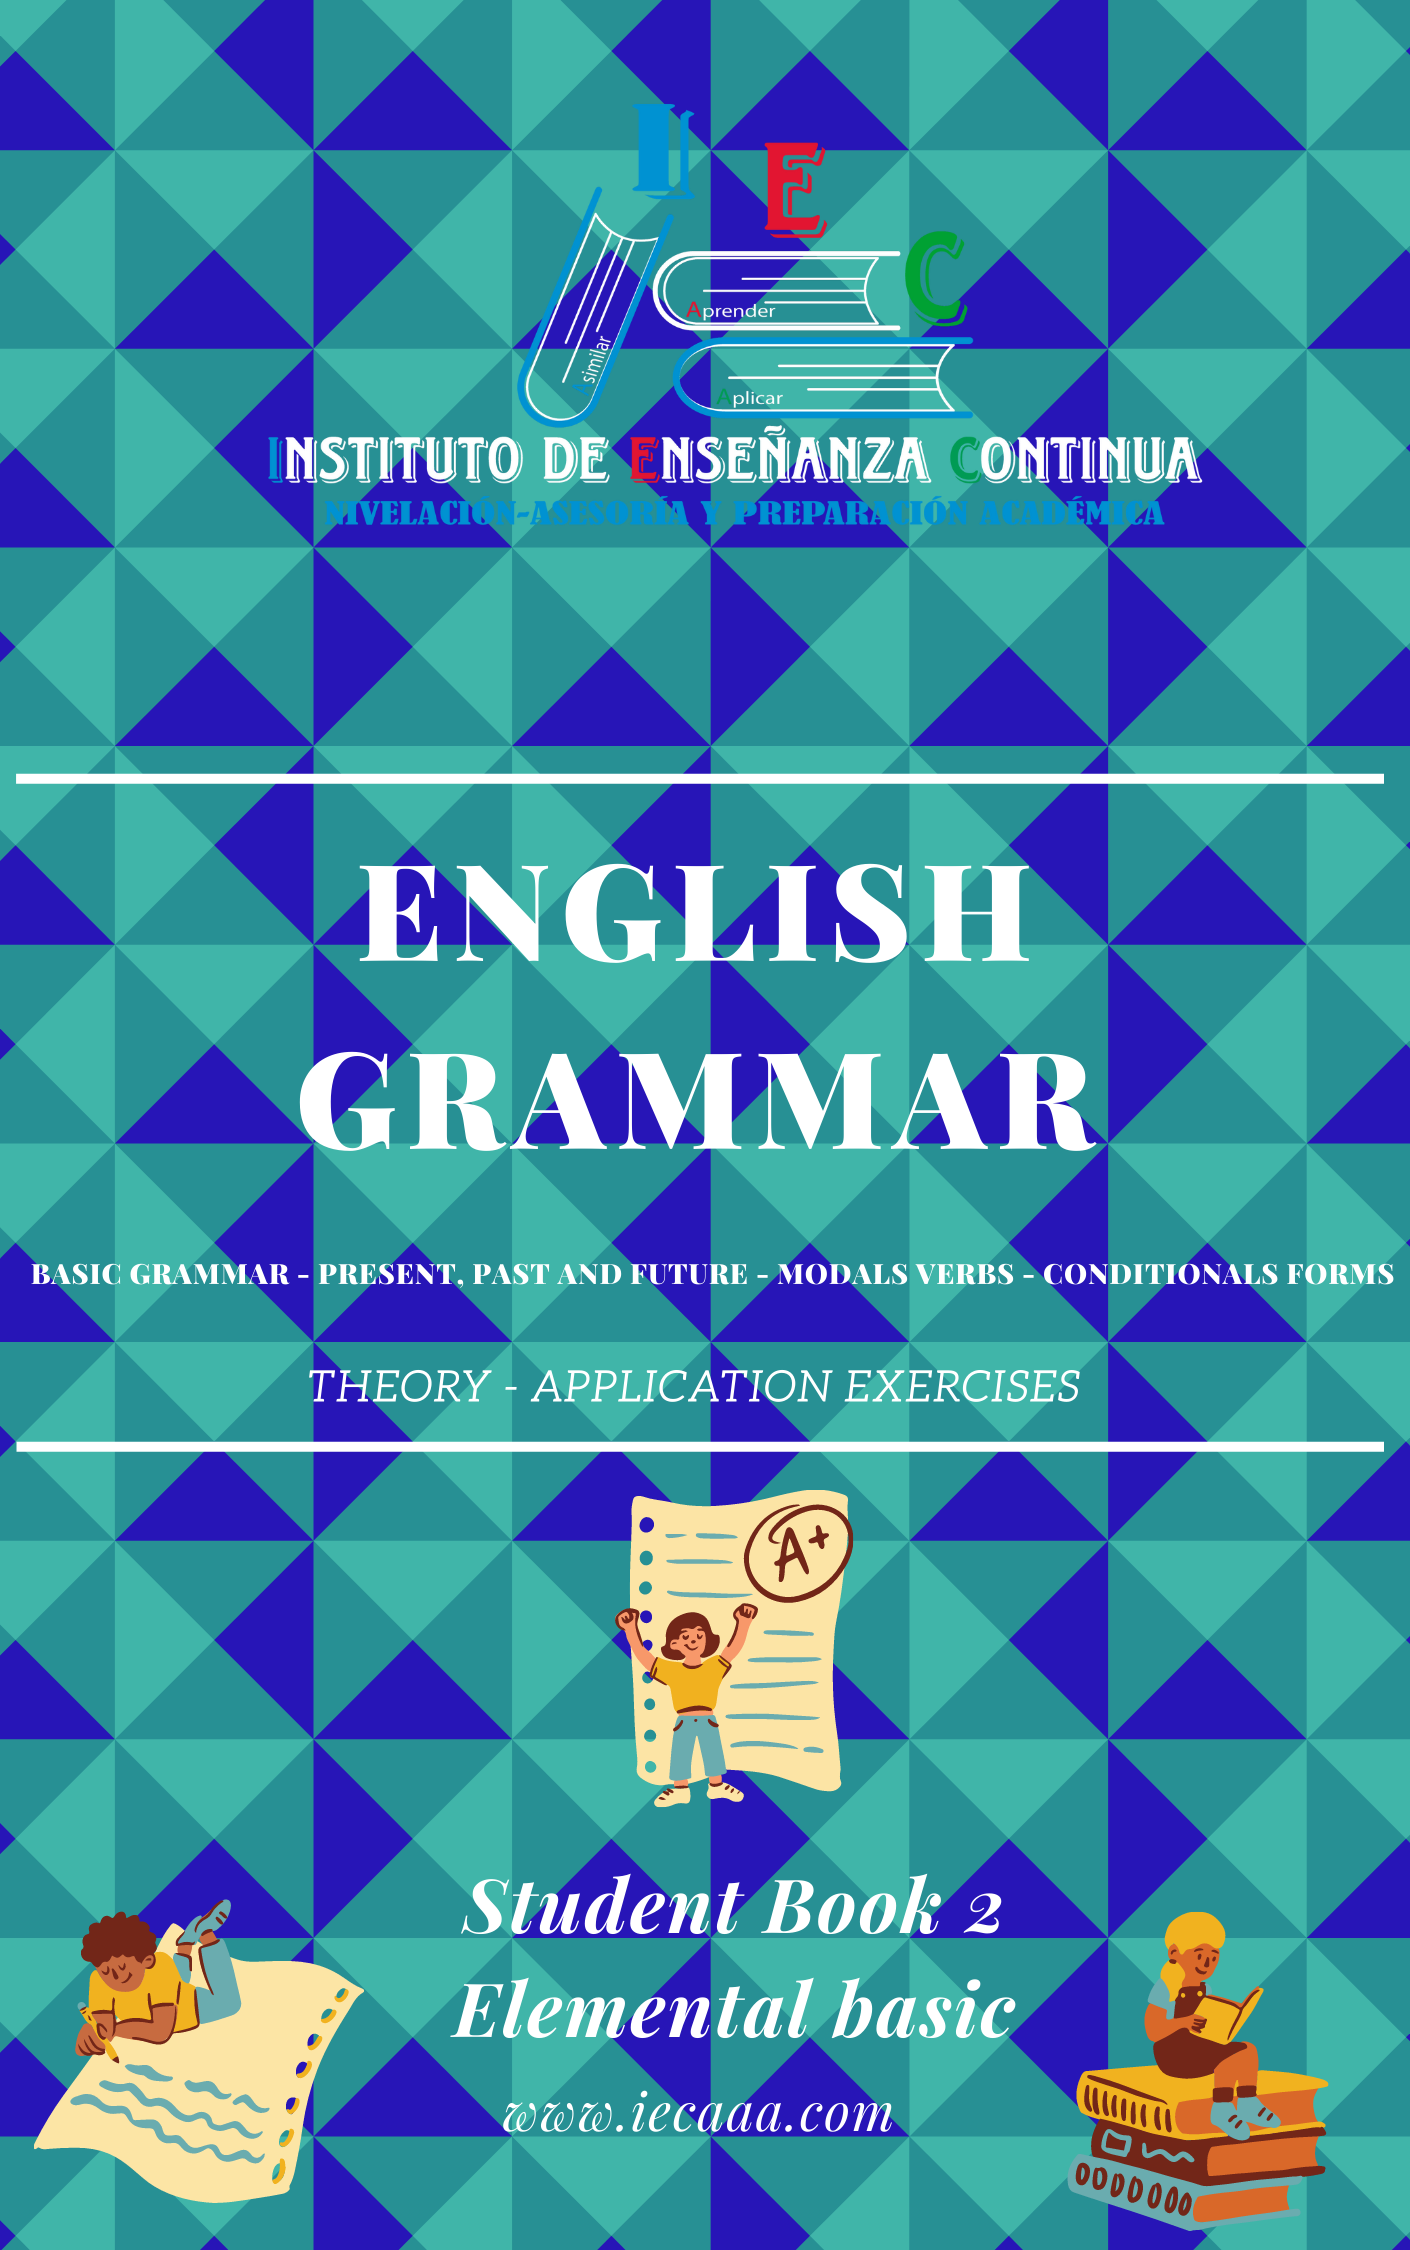 I E C
Aprender
Asimilar
Aplicar
INSTITUTO DE ENSEÑANZA CONTINUA
NIVELACIÓN-ASESORÍA Y PREPARACIÓN ACADÉMICA
ENGLISH
GRAMMAR
BASIC GRAMMAR - PRESENT, PAST AND FUTURE - MODALS VERBS - CONDITIONALS FORMS
THEORY - APPLICATION EXERCISES
A+
Student Book 2
Elemental basic
www.iecaaa.com